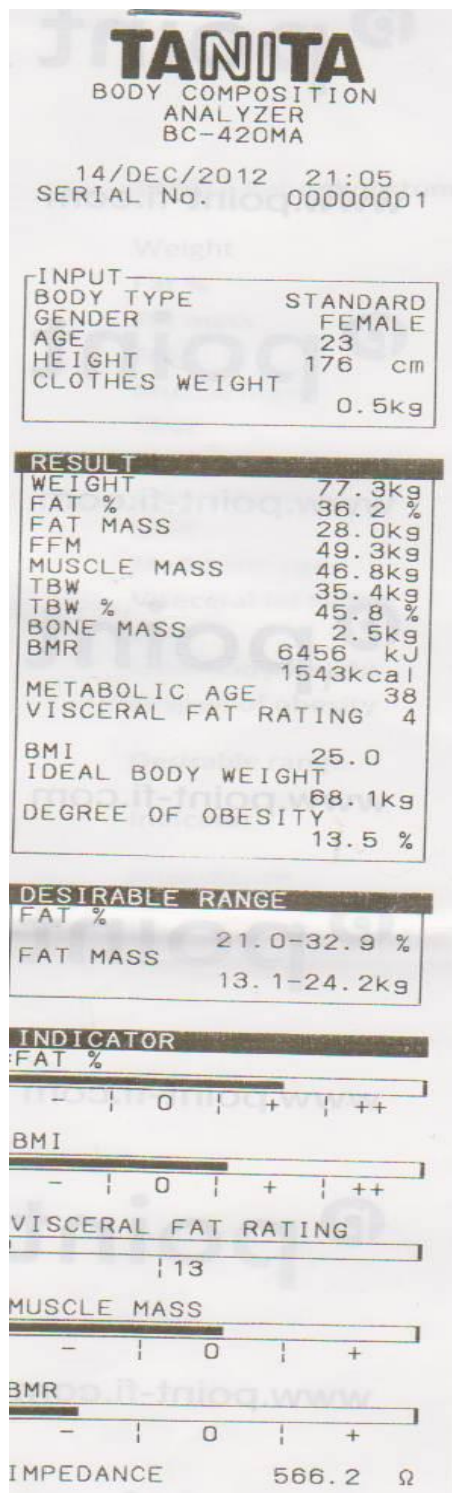 TANITA
BODY COMPOSITION
ANALYZER
BC-420MA
14/DEC/2012 21:05
SERIAL No. 00000001
INPUT
BODY TYPE STANDARD
GENDER FEMALE
AGE 23
HEIGHT 176 cm
CLOTHES WEIGHT
0.5kg
RESULT
WEIGHT 77.3kg
FAT % 36.2 %
FAT MASS 28.0kg
FFM 49.3kg
MUSCLE MASS 46.8kg
TBW 35.4kg
TBW % 45.8 %
BONE MASS 2.5kg
BMR 6456 kJ
1543kcal
METABOLIC AGE 38
VISCERAL FAT RATING 4
BMI 25.0
IDEAL BODY WEIGHT
68.1kg
DEGREE OF OBESITY
13.5 %
DESIRABLE RANGE
FAT %
21.0-32.9 %
FAT MASS
13.1-24.2kg
INDICATOR
FAT %
- ¦ 0 ¦ + ¦ ++
BMI
- ¦ 0 ¦ + ¦ ++
VISCERAL FAT RATING
¦13
MUSCLE MASS
- ¦ 0 ¦ +
BMR
- ¦ 0 ¦ +
IMPEDANCE 566.2 Ω